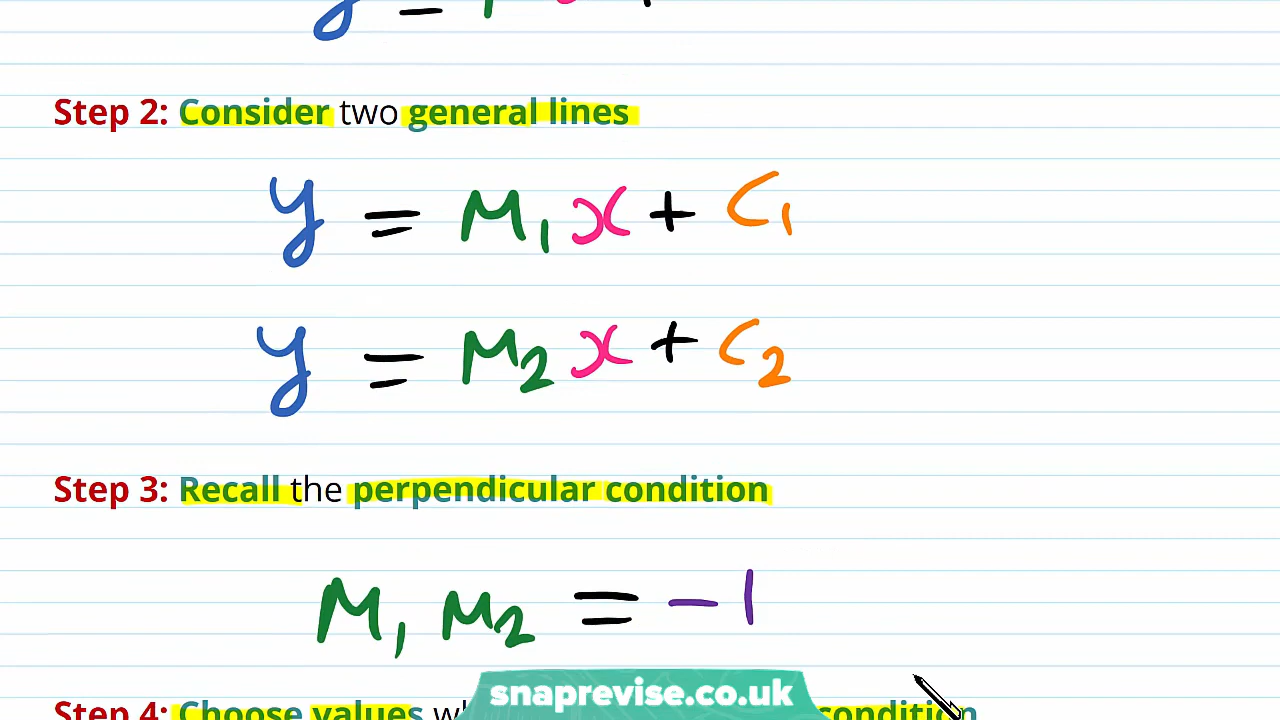 Step 2: Consider two general lines
y = M₁x + C₁
y = M₂x + C₂
Step 3: Recall the perpendicular condition
M₁ M₂ = -1
snaprevise.co.uk
Step 4: Choose values condition